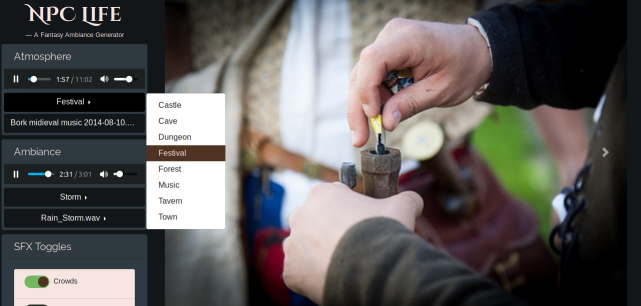 NPC LIFE
— A Fantasy Ambiance Generator
Atmosphere
1:57 / 11:02
Festival
Bork midieval music 2014-08-10....
Castle
Cave
Dungeon
Festival
Forest
Music
Tavern
Town
Ambiance
2:31 / 3:01
Storm
Rain_Storm.wav
SFX Toggles
Crowds